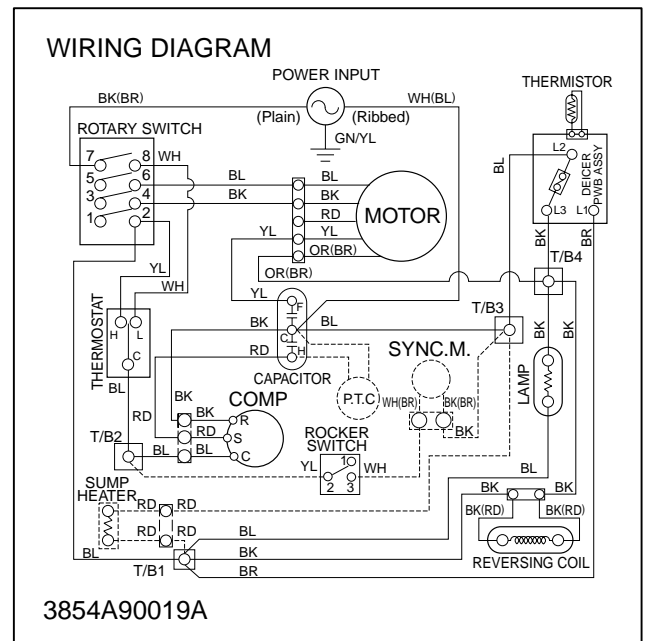 WIRING DIAGRAM
POWER INPUT
THERMISTOR
BK(BR)
WH(BL)
(Plain)
(Ribbed)
GN/YL
ROTARY SWITCH
7
8
WH
5
6
3
4
1
2
BL
BK
BL
BK
RD
YL
YL
OR(BR)
OR(BR)
MOTOR
BL
L2
DEICER
PWB ASSY
L3
L1
BK
BR
T/B4
YL
WH
THERMOSTAT
H
L
C
BL
YL
F
BK
C
BL
RD
H
CAPACITOR
P.T.C
SYNC.M.
T/B3
WH(BR)
BK(BR)
BK
BK
BK
LAMP
RD
BK
COMP
BK
R
RD
S
BL
BL
C
T/B2
ROCKER
SWITCH
YL
1
2
3
WH
BL
SUMP
HEATER
RD
RD
RD
RD
BK
BK
BK(RD)
BK(RD)
BL
BL
BK
BR
T/B1
REVERSING COIL
3854A90019A